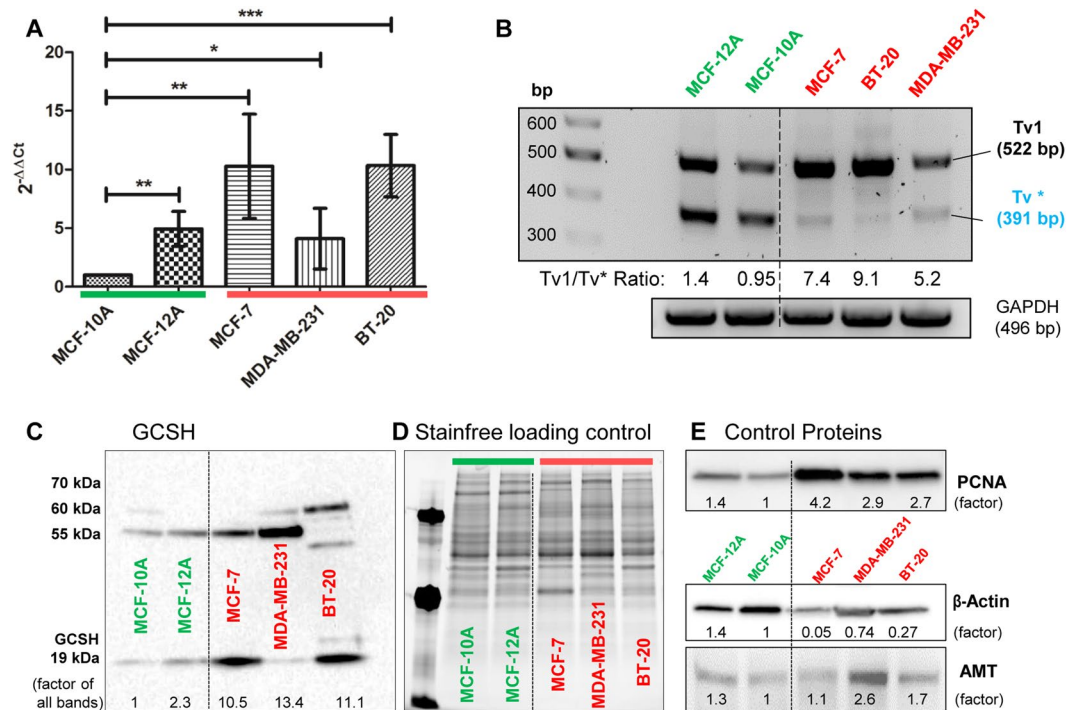 A
***
*
**
**
20
15
10
5
0
2^-ΔΔCt
MCF-10A
MCF-12A
MCF-7
MDA-MB-231
BT-20
B
MCF-12A
MCF-10A
MCF-7
BT-20
MDA-MB-231
bp
600
500
400
300
Tv1
(522 bp)
Tv *
(391 bp)
Tv1/Tv* Ratio: 1.4 0.95 7.4 9.1 5.2
GAPDH
(496 bp)
C GCSH
70 kDa
60 kDa
55 kDa
MCF-10A
MCF-12A
MCF-7
MDA-MB-231
BT-20
GCSH
19 kDa
(factor of
all bands) 1 2.3 10.5 13.4 11.1
D Stainfree loading control
MCF-10A
MCF-12A
MCF-7
MDA-MB-231
BT-20
E Control Proteins
PCNA
1.4 1 4.2 2.9 2.7 (factor)
MCF-12A
MCF-10A
MCF-7
MDA-MB-231
BT-20
β-Actin
1.4 1 0.05 0.74 0.27 (factor)
AMT
1.3 1 1.1 2.6 1.7 (factor)